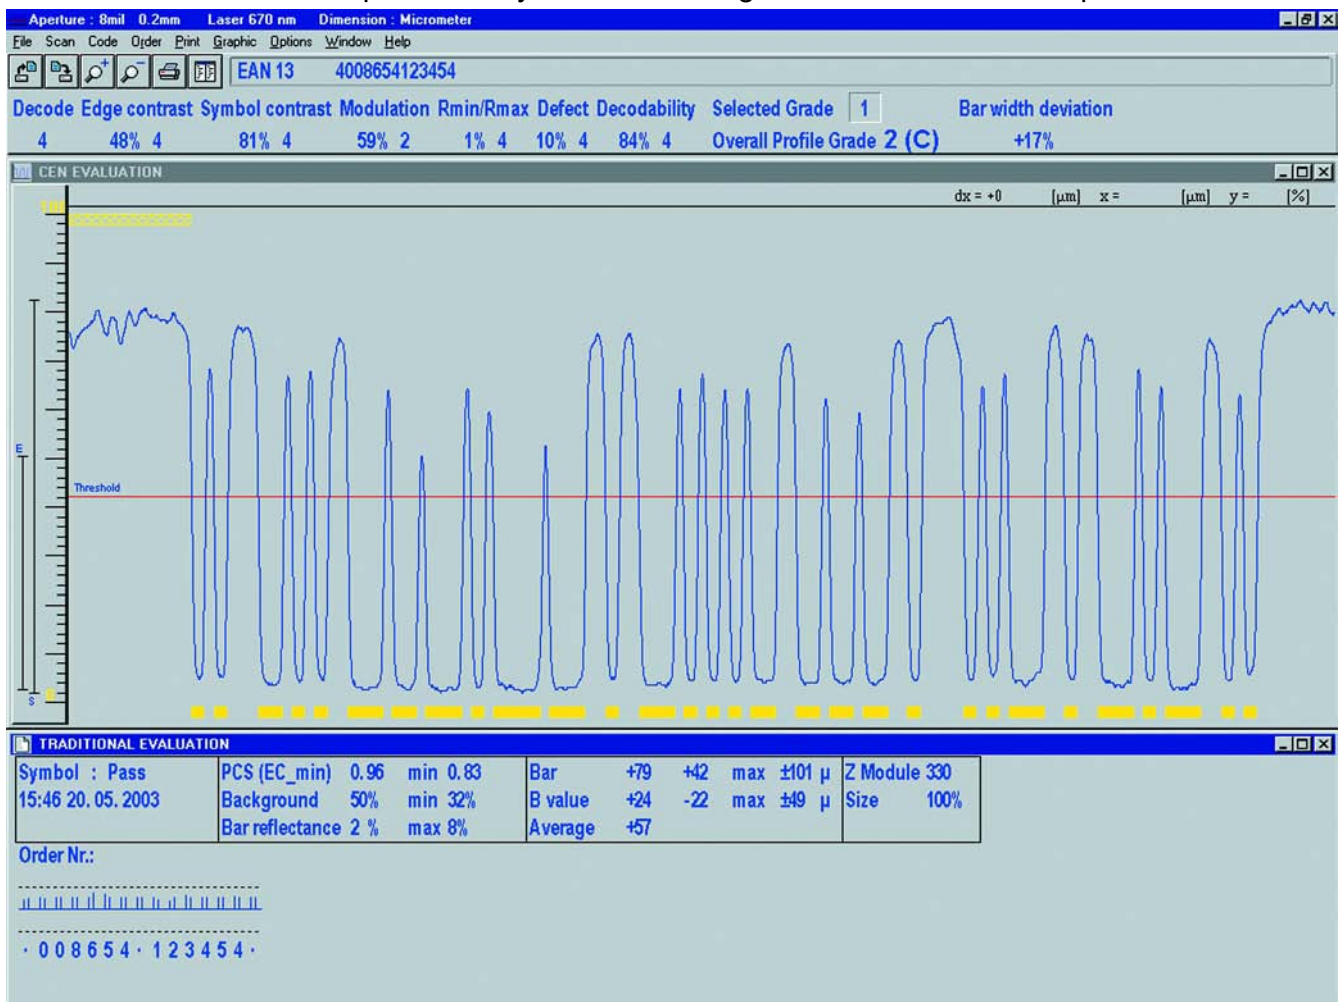 Aperture : 8mil 0.2mm Laser 670 nm Dimension : Micrometer
File Scan Code Order Print Graphic Options Window Help
EAN 13 4008654123454
Decode Edge contrast Symbol contrast Modulation Rmin/Rmax Defect Decodability Selected Grade 1 Bar width deviation
4 48% 4 81% 4 59% 2 1% 4 10% 4 84% 4 Overall Profile Grade 2 (C) +17%
CEN EVALUATION
dx = +0 [µm] x = [µm] y = [%]
100
E
Threshold
S 0
TRADITIONAL EVALUATION
Symbol : Pass PCS (EC_min) 0.96 min 0.83 Bar +79 +42 max ±101 µ Z Module 330
15:46 20. 05. 2003 Background 50% min 32% B value +24 -22 max ±49 µ Size 100%
Bar reflectance 2 % max 8% Average +57
Order Nr.:
· 0 0 8 6 5 4 · 1 2 3 4 5 4 ·